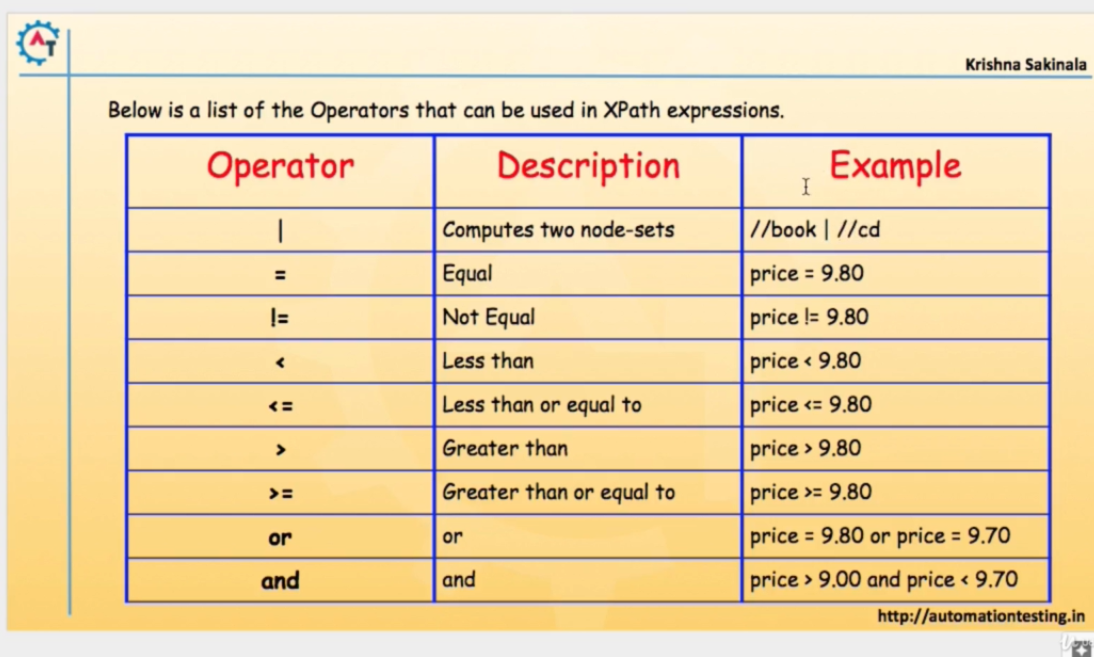 AT
Krishna Sakinala
Below is a list of the Operators that can be used in XPath expressions.
Operator Description Example
| Computes two node-sets //book | //cd
= Equal price = 9.80
!= Not Equal price != 9.80
< Less than price < 9.80
<= Less than or equal to price <= 9.80
> Greater than price > 9.80
>= Greater than or equal to price >= 9.80
or or price = 9.80 or price = 9.70
and and price > 9.00 and price < 9.70
http://automationtesting.in